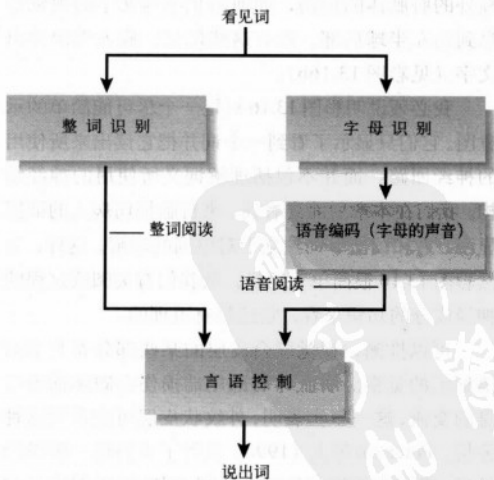 看见词
整词识别
字母识别
整词阅读
语音编码（字母的声音）
语音阅读
言语控制
说出词